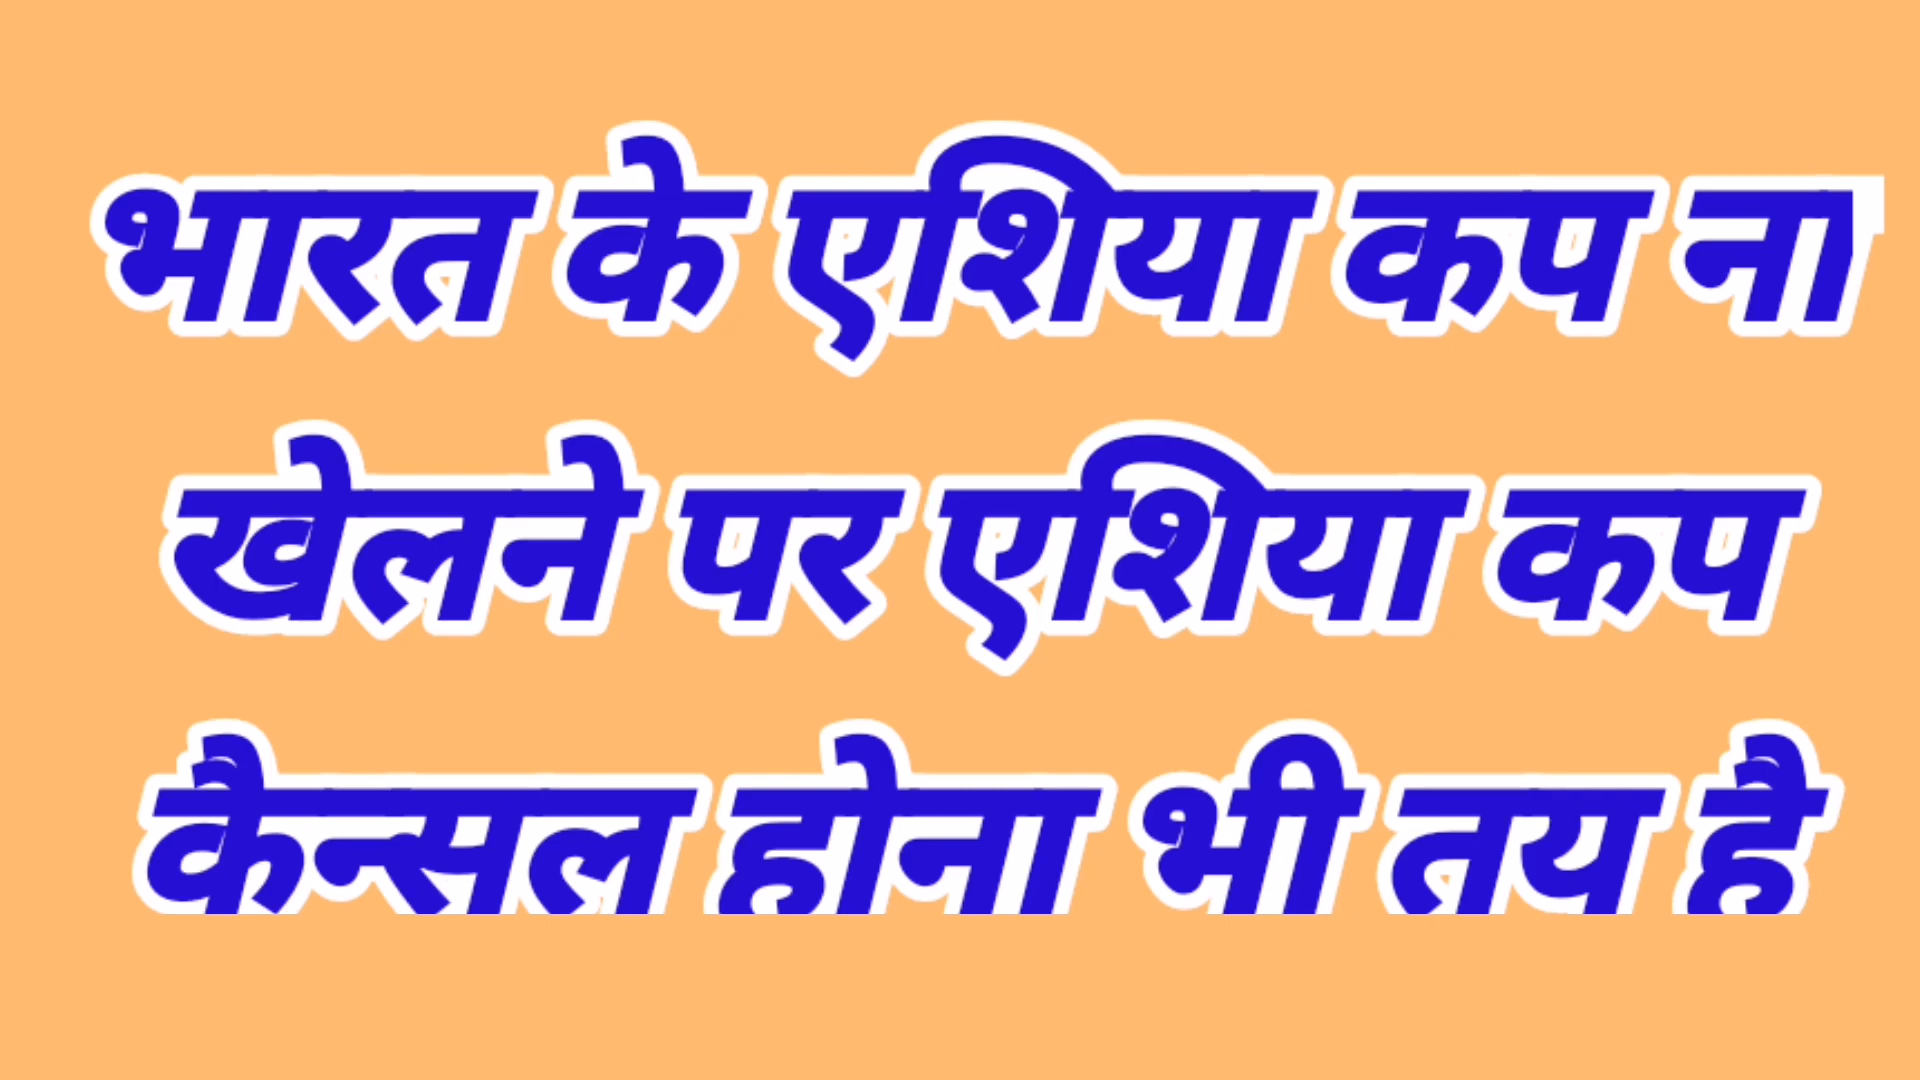 भारत के एशिया कप ना
खेलने पर एशिया कप
कैन्सल होना भी तय है